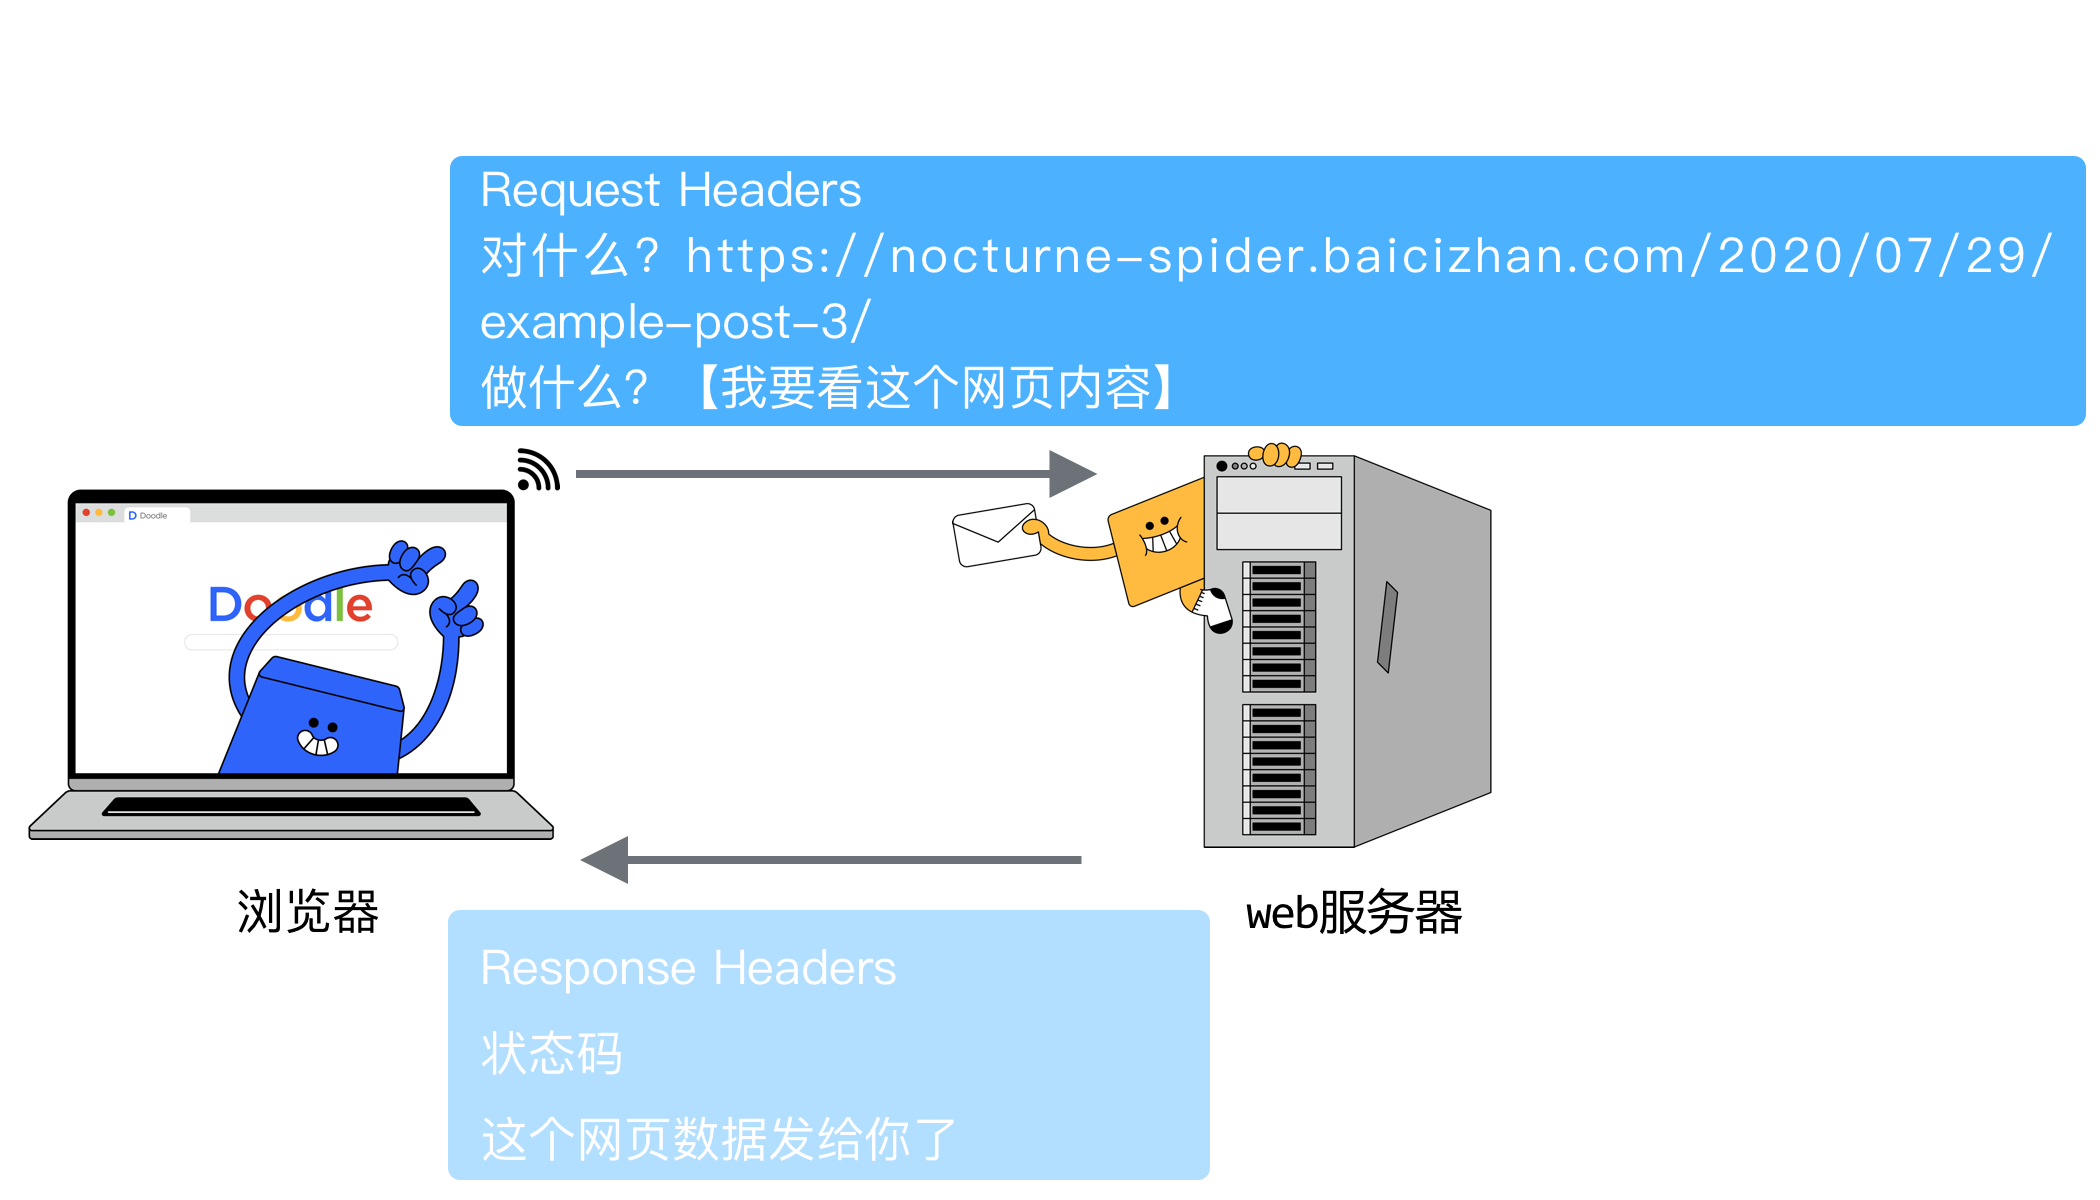 Request Headers
对什么？https://nocturne-spider.baicizhan.com/2020/07/29/
example-post-3/
做什么？【我要看这个网页内容】
D Doodle
Doodle
浏览器
web服务器
Response Headers
状态码
这个网页数据发给你了